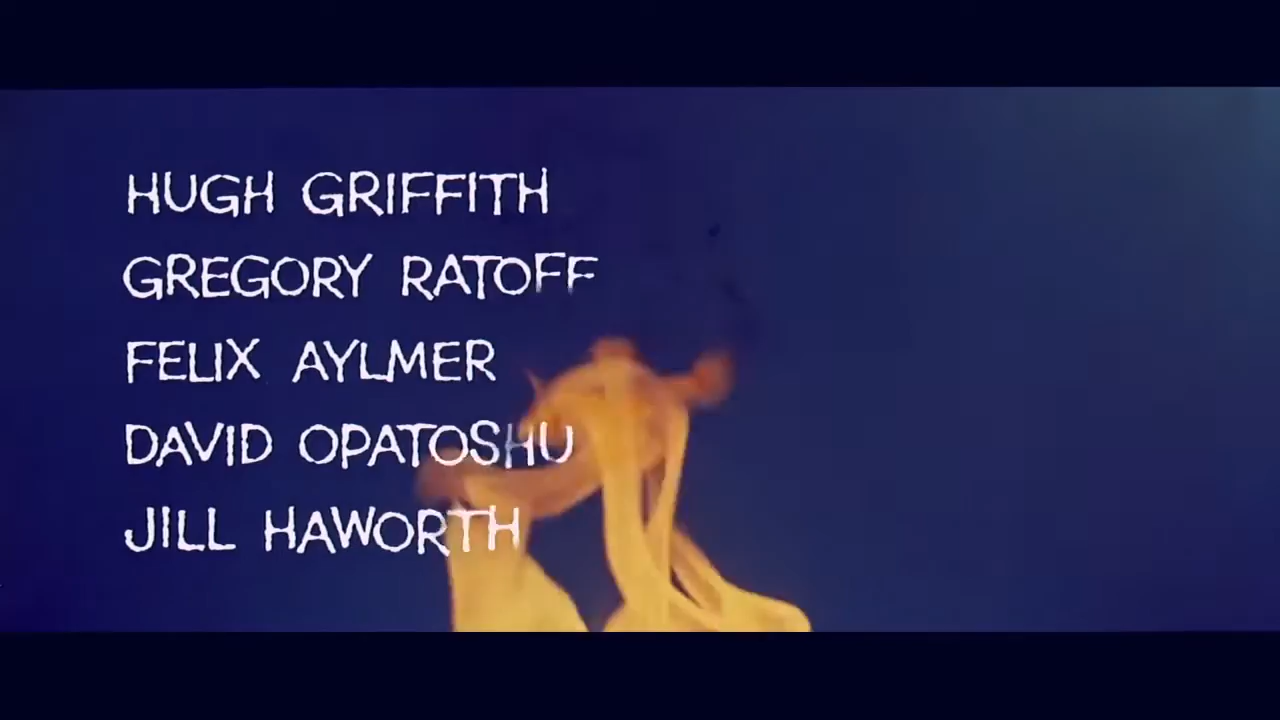 HUGH GRIFFITH
GREGORY RATOFF
FELIX AYLMER
DAVID OPATOSHU
JILL HAWORTH